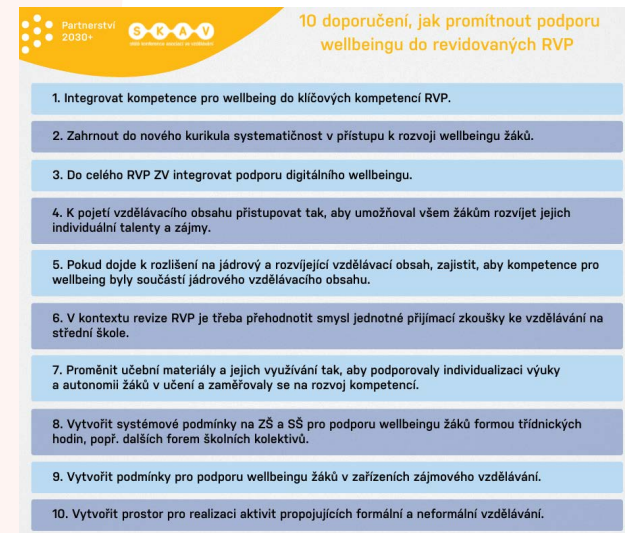 Partnerství
2030+
SKAV
10 doporučení, jak promítnout podporu
wellbeingu do revidovaných RVP
1. Integrovat kompetence pro wellbeing do klíčových kompetencí RVP.
2. Zahrnout do nového kurikula systematičnost v přístupu k rozvoji wellbeingu žáků.
3. Do celého RVP ZV integrovat podporu digitálního wellbeingu.
4. K pojetí vzdělávacího obsahu přistupovat tak, aby umožňoval všem žákům rozvíjet jejich
individuální talenty a zájmy.
5. Pokud dojde k rozlišení na jádrový a rozvíjející vzdělávací obsah, zajistit, aby kompetence pro
wellbeing byly součástí jádrového vzdělávacího obsahu.
6. V kontextu revize RVP je třeba přehodnotit smysl jednotné přijímací zkoušky ke vzdělávání na
střední škole.
7. Proměnit učební materiály a jejich využívání tak, aby podporovaly individualizaci výuky
a autonomii žáků v učení a zaměřovaly se na rozvoj kompetencí.
8. Vytvořit systémové podmínky na ZŠ a SŠ pro podporu wellbeingu žáků formou třídnických
hodin, popř. dalších forem školních kolektivů.
9. Vytvořit podmínky pro podporu wellbeingu žáků v zařízeních zájmového vzdělávání.
10. Vytvořit prostor pro realizaci aktivit propojujících formální a neformální vzdělávání.